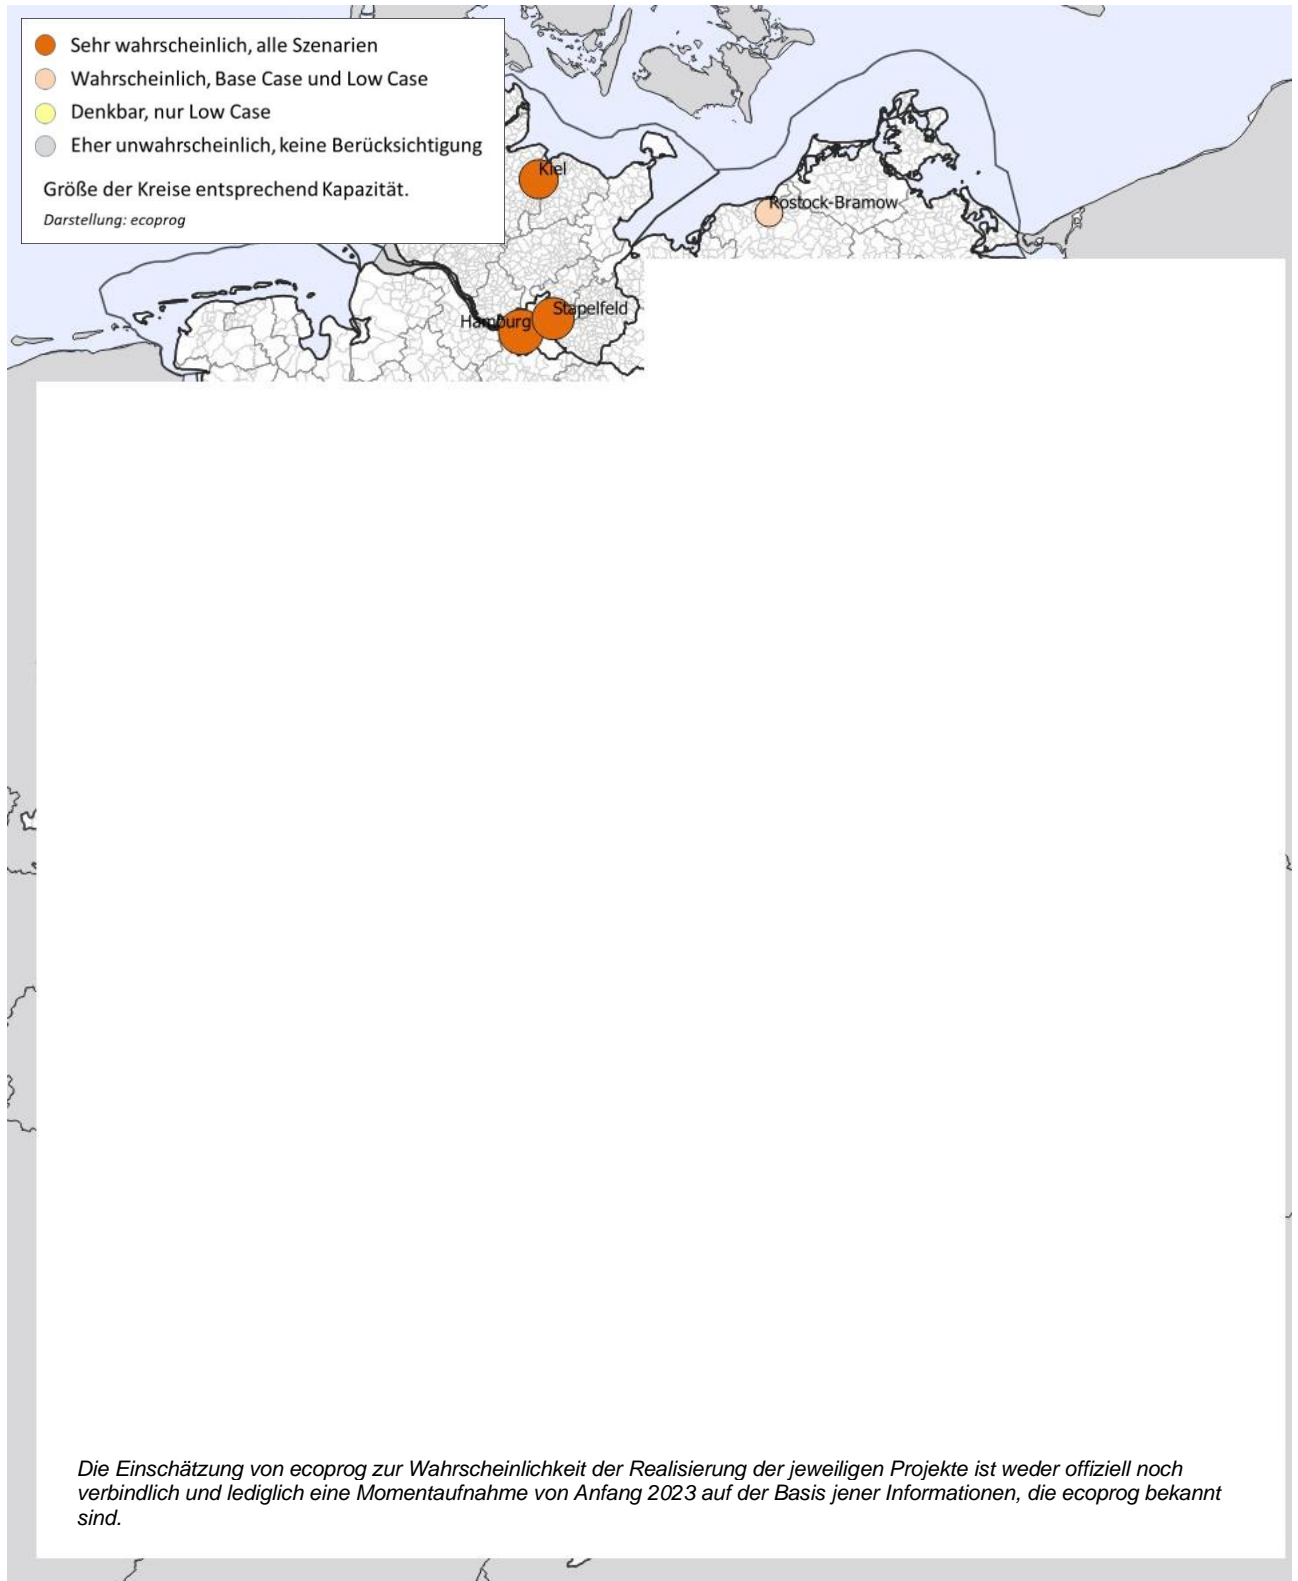 Sehr wahrscheinlich, alle Szenarien
Wahrscheinlich, Base Case und Low Case
Denkbar, nur Low Case
Eher unwahrscheinlich, keine Berücksichtigung
Größe der Kreise entsprechend Kapazität.
Darstellung: ecoprog
Kiel
Rostock-Bramow
Stapelfeld
Hamburg
Die Einschätzung von ecoprog zur Wahrscheinlichkeit der Realisierung der jeweiligen Projekte ist weder offiziell noch
verbindlich und lediglich eine Momentaufnahme von Anfang 2023 auf der Basis jener Informationen, die ecoprog bekannt
sind.